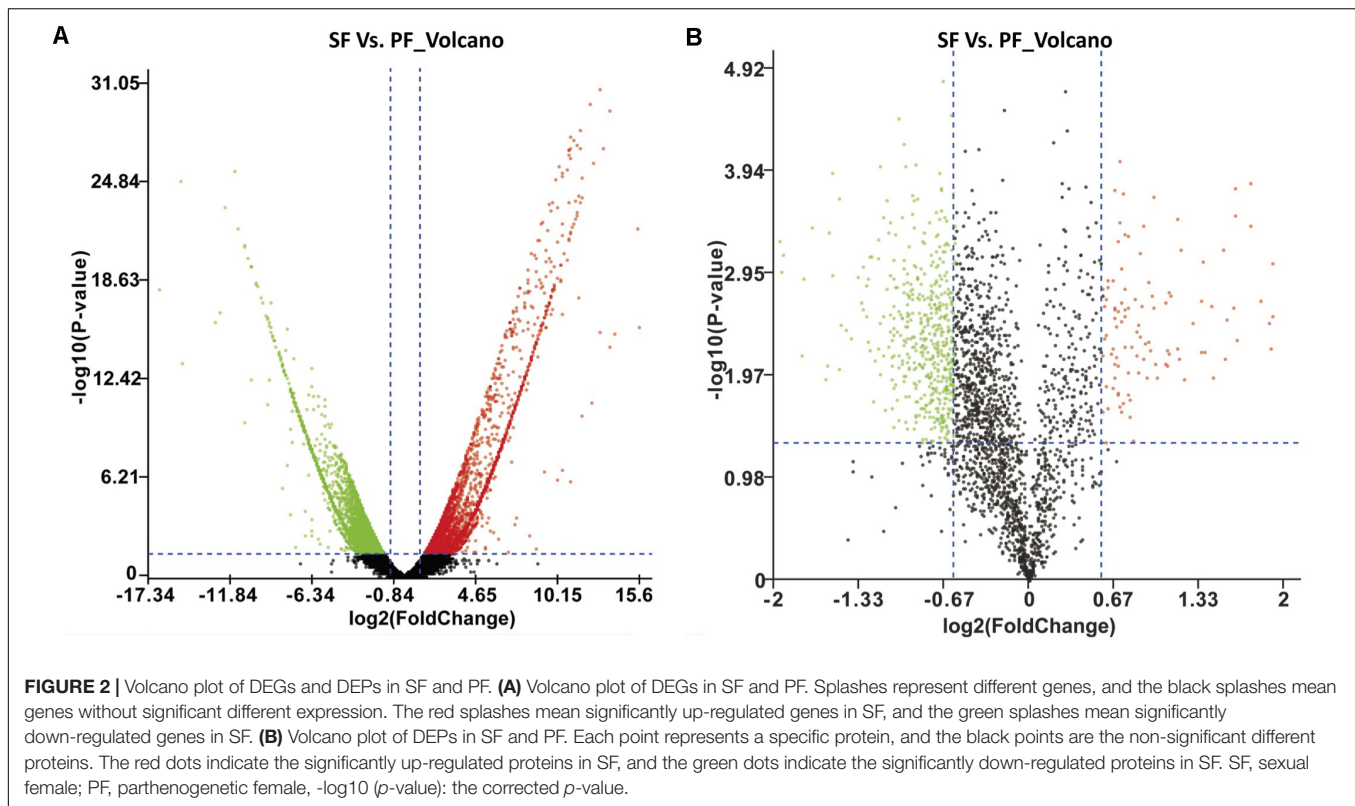 A
SF Vs. PF_Volcano
31.05
24.84
18.63
12.42
6.21
0
-log10(P-value)
-17.34 -11.84 -6.34 -0.84 4.65 10.15 15.6
log2(FoldChange)
B
SF Vs. PF_Volcano
4.92
3.94
2.95
1.97
0.98
0
-log10(P-value)
-2 -1.33 -0.67 0 0.67 1.33 2
log2(FoldChange)
FIGURE 2 | Volcano plot of DEGs and DEPs in SF and PF. (A) Volcano plot of DEGs in SF and PF. Splashes represent different genes, and the black splashes mean
genes without significant different expression. The red splashes mean significantly up-regulated genes in SF, and the green splashes mean significantly
down-regulated genes in SF. (B) Volcano plot of DEPs in SF and PF. Each point represents a specific protein, and the black points are the non-significant different
proteins. The red dots indicate the significantly up-regulated proteins in SF, and the green dots indicate the significantly down-regulated proteins in SF. SF, sexual
female; PF, parthenogenetic female, -log10 (p-value): the corrected p-value.